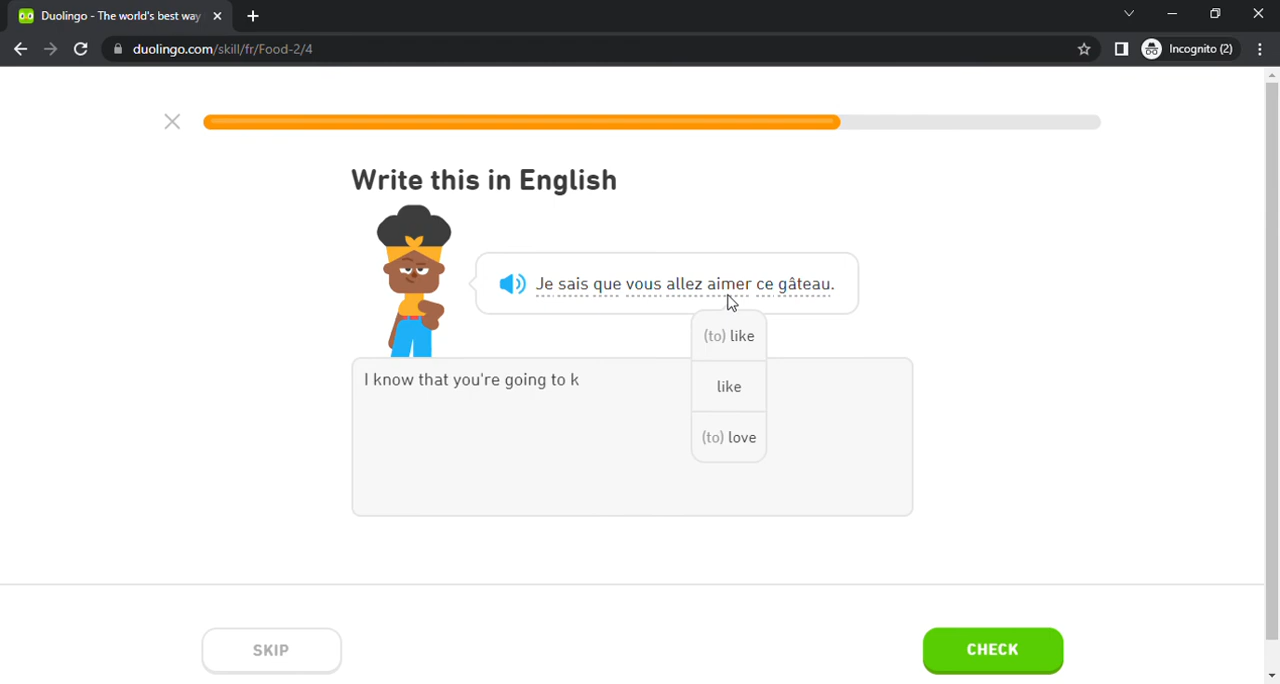 Duolingo - The world's best way
duolingo.com/skill/fr/Food-2/4
Incognito (2)
Write this in English
Je sais que vous allez aimer ce gâteau.
(to) like
like
(to) love
I know that you're going to k
SKIP
CHECK